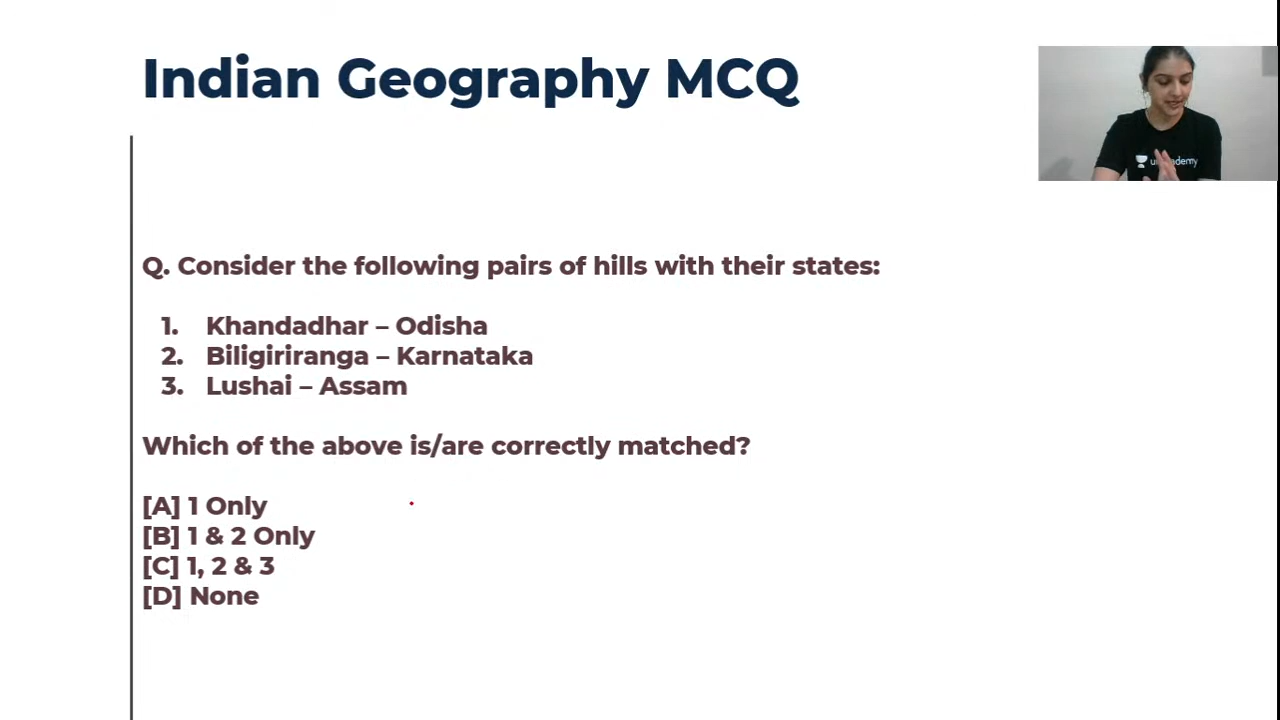 Indian Geography MCQ
Q. Consider the following pairs of hills with their states:
1. Khandadhar – Odisha
2. Biligiriranga – Karnataka
3. Lushai – Assam
Which of the above is/are correctly matched?
[A] 1 Only
[B] 1 & 2 Only
[C] 1, 2 & 3
[D] None